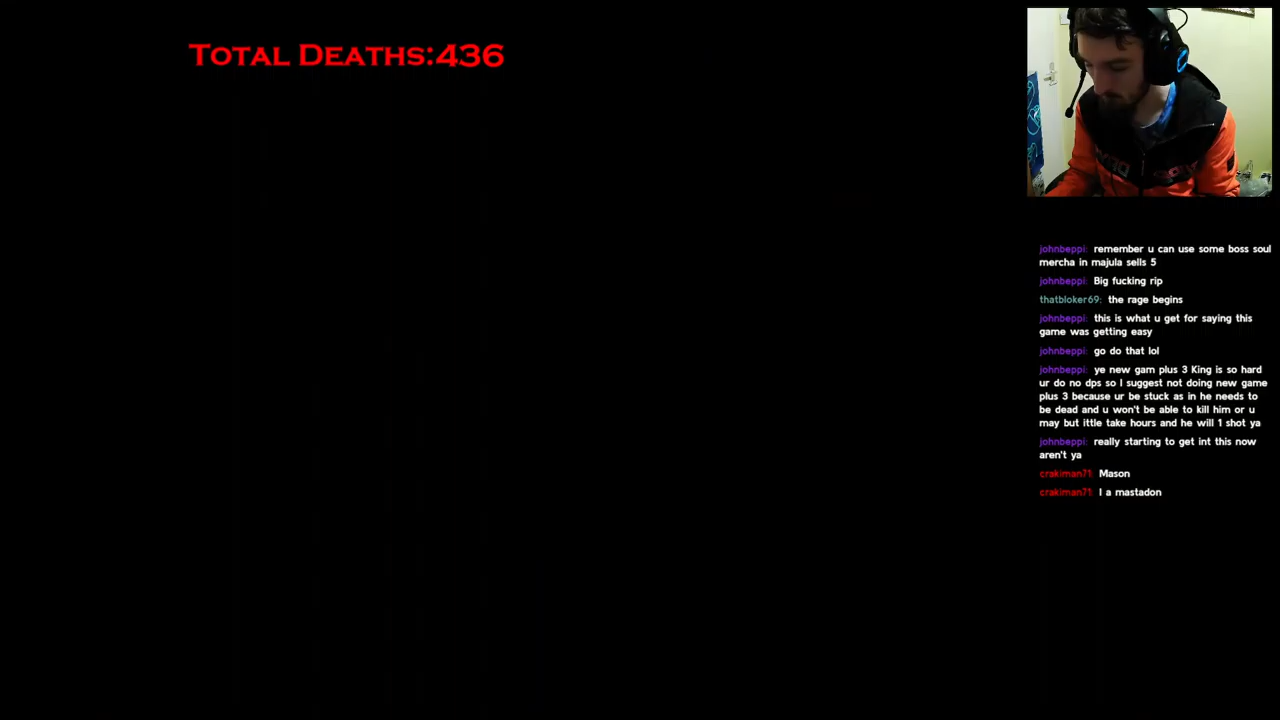 Total Deaths:436
johnbeppi: remember u can use some boss soul
mercha in majula sells 5
johnbeppi: Big fucking rip
thatbloker69: the rage begins
johnbeppi: this is what u get for saying this
game was getting easy
johnbeppi: go do that lol
johnbeppi: ye new gam plus 3 King is so hard
ur do no dps so I suggest not doing new game
plus 3 because ur be stuck as in he needs to
be dead and u won't be able to kill him or u
may but ittle take hours and he will 1 shot ya
johnbeppi: really starting to get int this now
aren't ya
crakiman71: Mason
crakiman71: I a mastadon